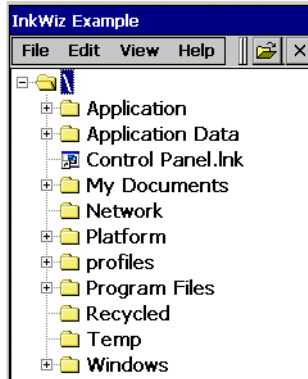 InkWiz Example
File Edit View Help
\
Application
Application Data
Control Panel.lnk
My Documents
Network
Platform
profiles
Program Files
Recycled
Temp
Windows